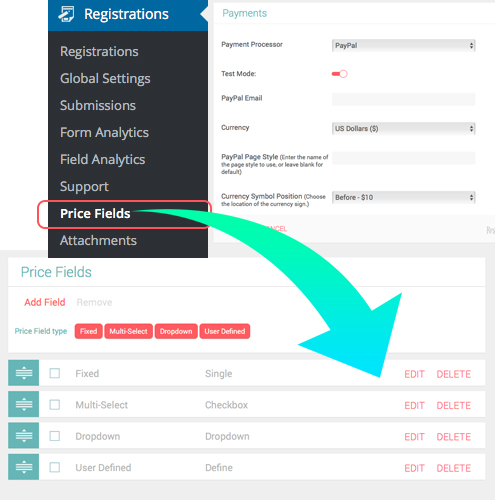 Registrations
Registrations
Global Settings
Submissions
Form Analytics
Field Analytics
Support
Price Fields
Attachments
Payments
Payment Processor
PayPal
Test Mode:
PayPal Email
Currency
US Dollars ($)
PayPal Page Style (Enter the name
of the page style to use, or leave blank for
default)
Currency Symbol Position (Choose
the location of the currency sign.)
Before - $10
Price Fields
Add Field Remove
Price Field type Fixed Multi-Select Dropdown User Defined
Fixed Single EDIT DELETE
Multi-Select Checkbox EDIT DELETE
Dropdown Dropdown EDIT DELETE
User Defined Define EDIT DELETE